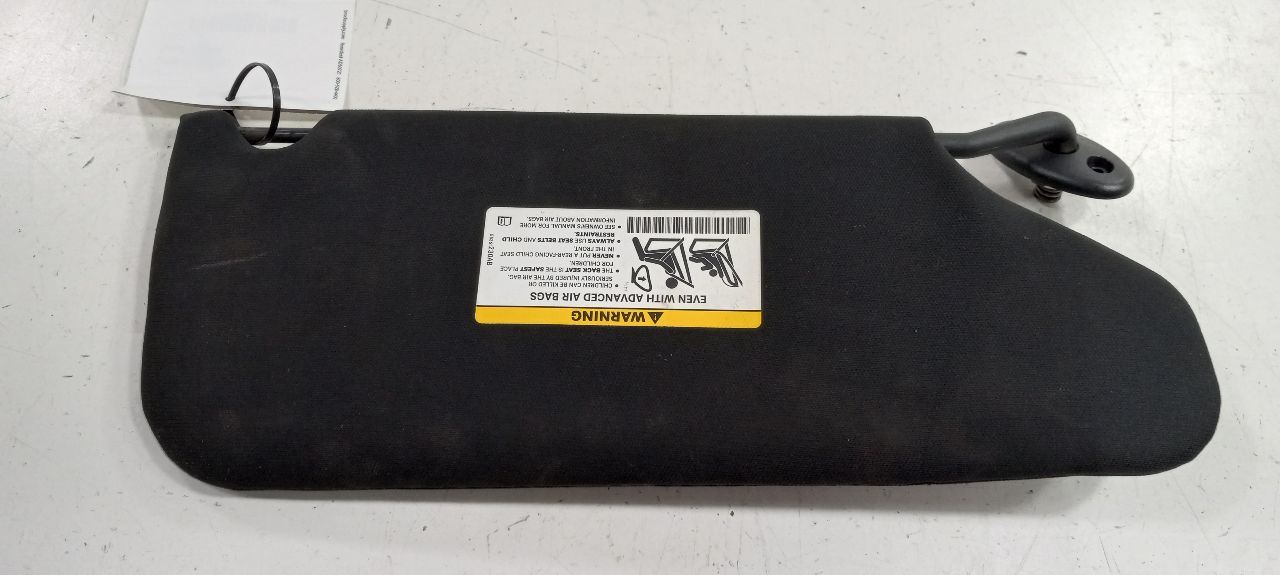 WARNING
EVEN WITH ADVANCED AIR BAGS
• CHILDREN CAN BE KILLED OR
SERIOUSLY INJURED BY THE AIR BAG.
• THE BACK SEAT IS THE SAFEST PLACE
FOR CHILDREN.
• NEVER PUT A REARFACING CHILD SEAT
IN THE FRONT.
• ALWAYS USE SEAT BELTS AND CHILD
RESTRAINTS.
• SEE OWNER'S MANUAL FOR MORE
INFORMATION ABOUT AIR BAGS.